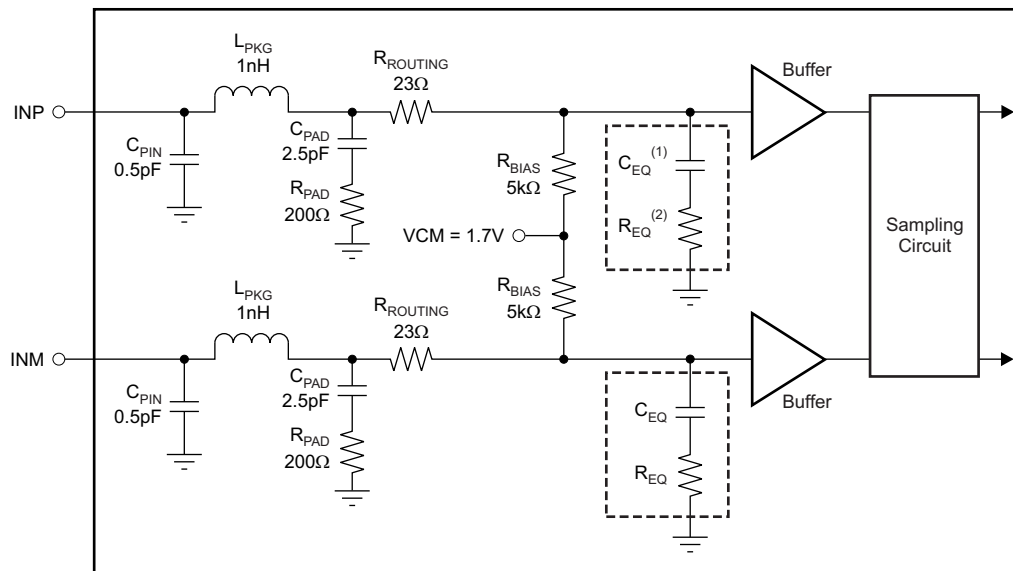 L_PKG
1nH
R_ROUTING
23Ω
INP
C_PIN
0.5pF
C_PAD
2.5pF
R_PAD
200Ω
R_BIAS
5kΩ
C_EQ^(1)
R_EQ^(2)
Buffer
Sampling
Circuit
VCM = 1.7V
L_PKG
1nH
R_ROUTING
23Ω
R_BIAS
5kΩ
INM
C_PIN
0.5pF
C_PAD
2.5pF
R_PAD
200Ω
C_EQ
R_EQ
Buffer